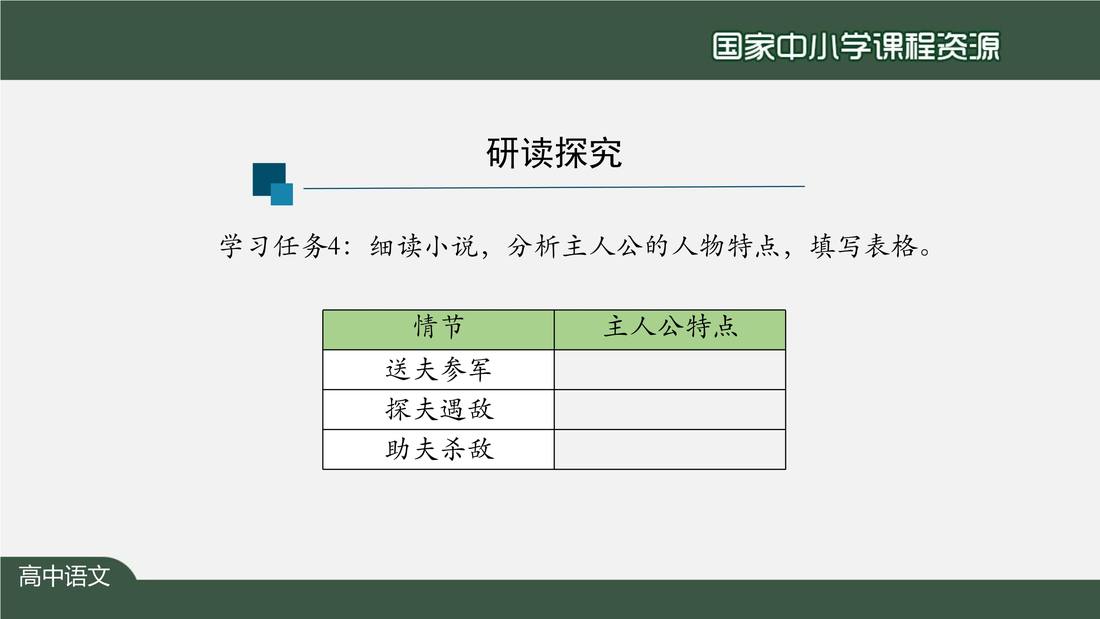 国家中小学课程资源
研读探究
学习任务4：细读小说，分析主人公的人物特点，填写表格。
情节 主人公特点
送夫参军
探夫遇敌
助夫杀敌
高中语文